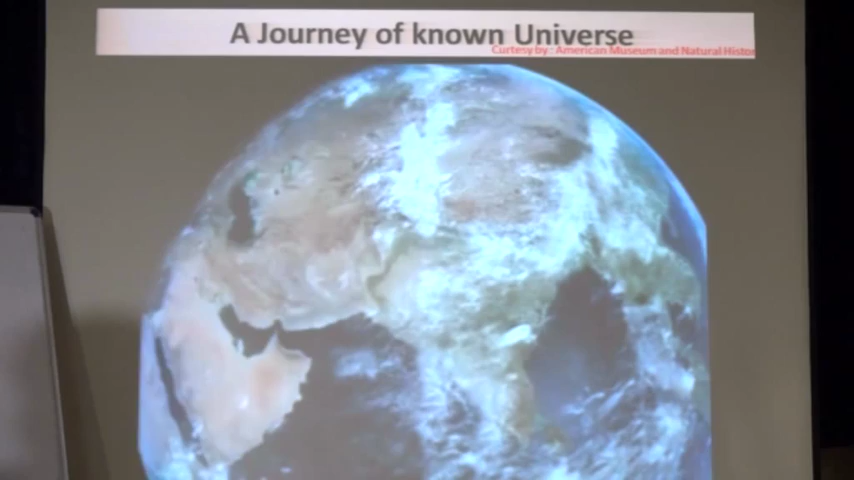 A Journey of known Universe
Curtesy by : American Museum and Natural Histor